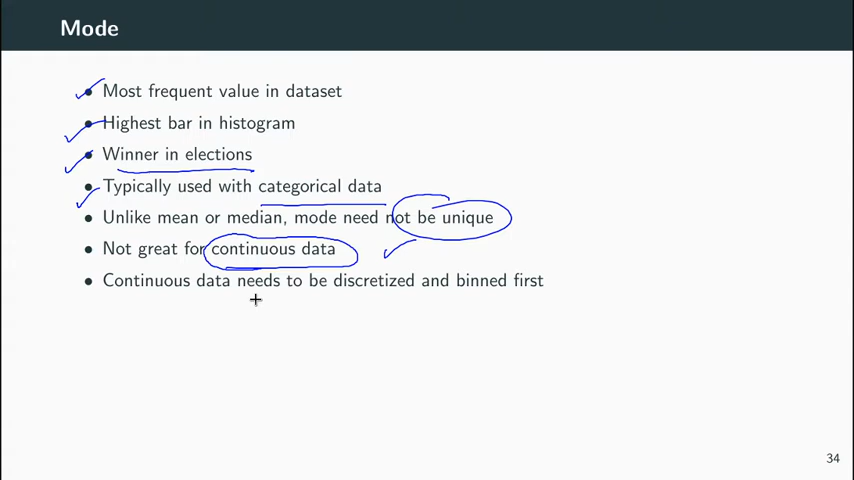 Mode
• Most frequent value in dataset
• Highest bar in histogram
• Winner in elections
• Typically used with categorical data
• Unlike mean or median, mode need not be unique
• Not great for continuous data
• Continuous data needs to be discretized and binned first
34